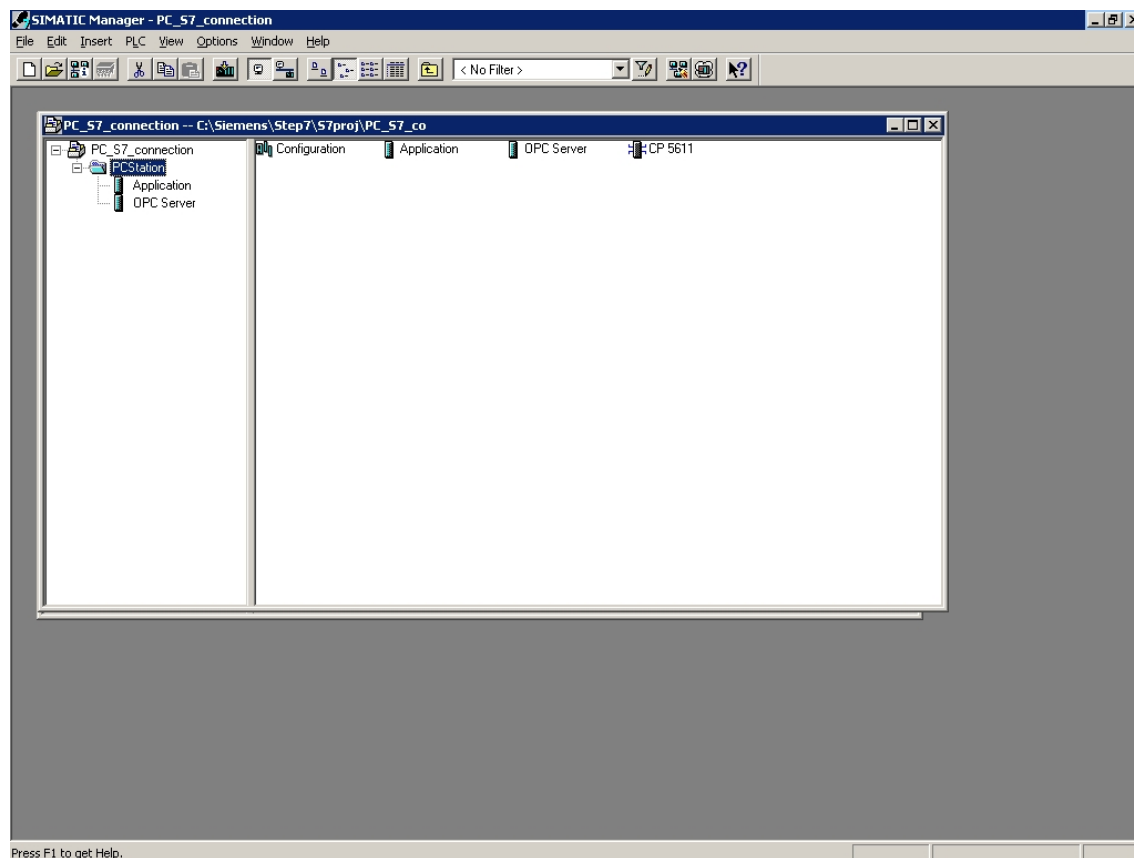 SIMATIC Manager - PC_S7_connection
File Edit Insert PLC View Options Window Help
< No Filter >
PC_S7_connection -- C:\Siemens\Step7\S7proj\PC_S7_co
PC_S7_connection
PCStation
Application
OPC Server
Configuration Application OPC Server CP 5611
Press F1 to get Help.